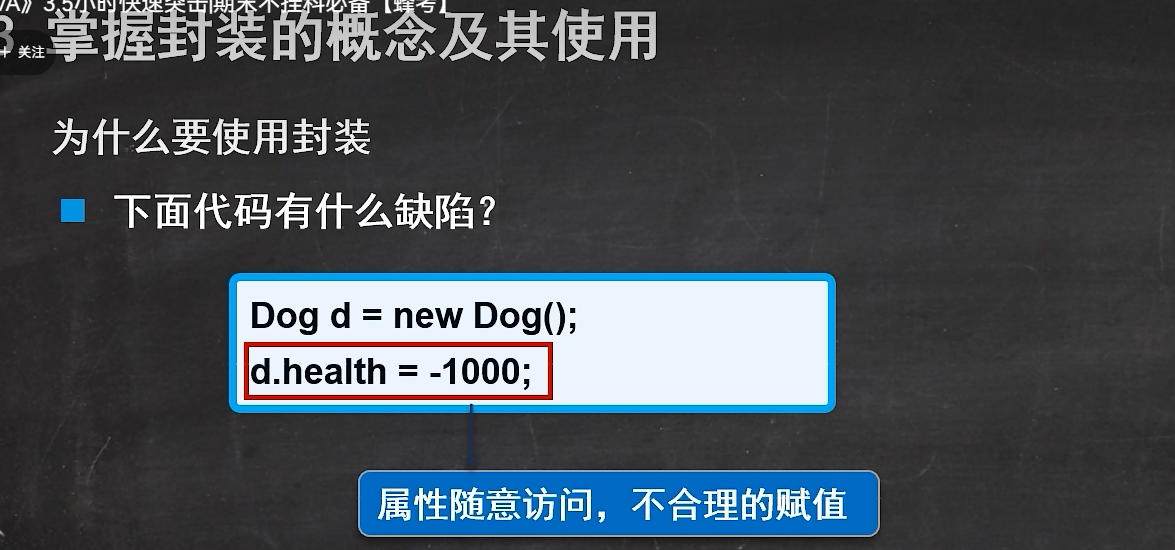 /A》3.5小时快速突击|期末不挂科必备【蜂考】
3 掌握封装的概念及其使用
+ 关注
为什么要使用封装
下面代码有什么缺陷？
Dog d = new Dog();
d.health = -1000;
属性随意访问，不合理的赋值